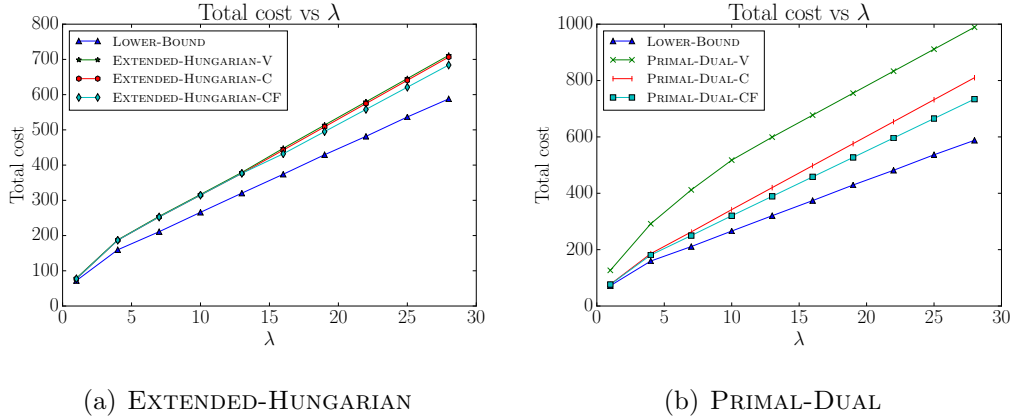 Total cost vs λ
LOWER-BOUND
EXTENDED-HUNGARIAN-V
EXTENDED-HUNGARIAN-C
EXTENDED-HUNGARIAN-CF
Total cost
800
700
600
500
400
300
200
100
0
0 5 10 15 20 25 30
λ
(a) EXTENDED-HUNGARIAN
Total cost vs λ
LOWER-BOUND
PRIMAL-DUAL-V
PRIMAL-DUAL-C
PRIMAL-DUAL-CF
Total cost
1000
800
600
400
200
0
0 5 10 15 20 25 30
λ
(b) PRIMAL-DUAL